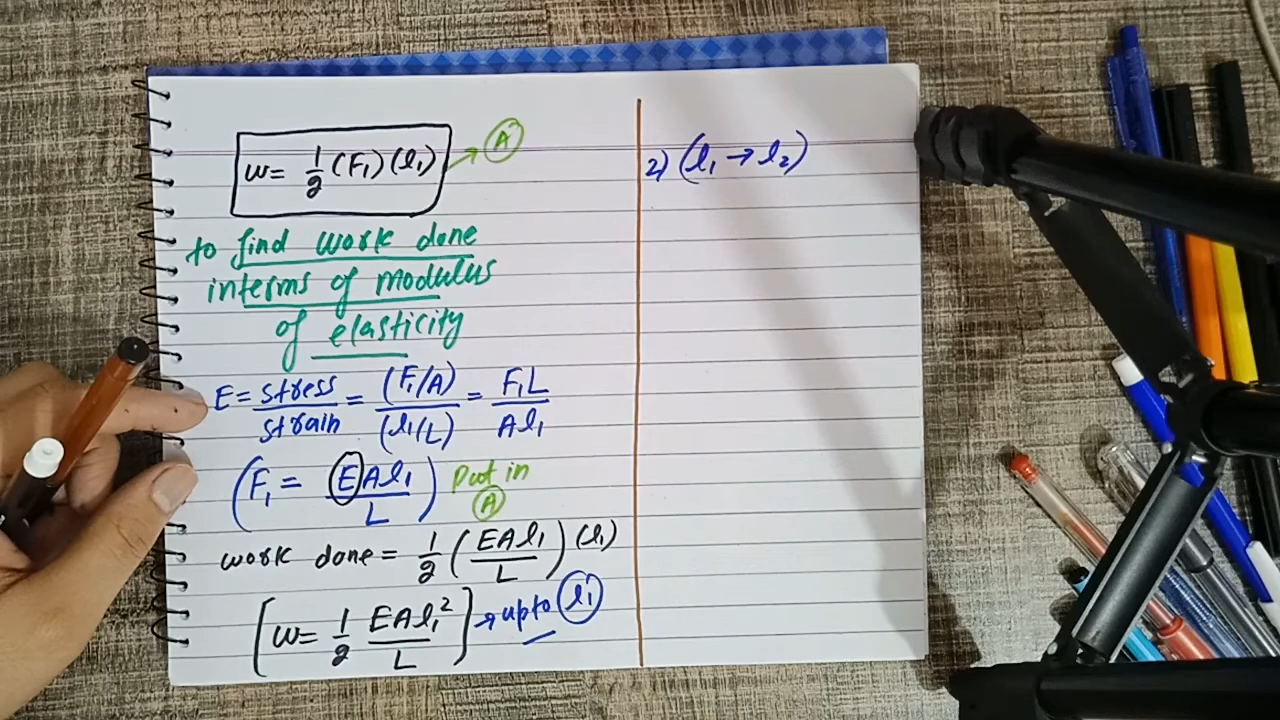 W = 1/2 (F₁) (l₁) → A
to find work done
interms of modulus
of elasticity
E = stress/strain = (F₁/A)/(l₁/L) = F₁L/Al₁
(F₁ = EAl₁/L) Put in A
work done = 1/2 (EAl₁/L) (l₁)
[W = 1/2 EAl₁²/L] → upto l₁
2) (l₁ → l₂)